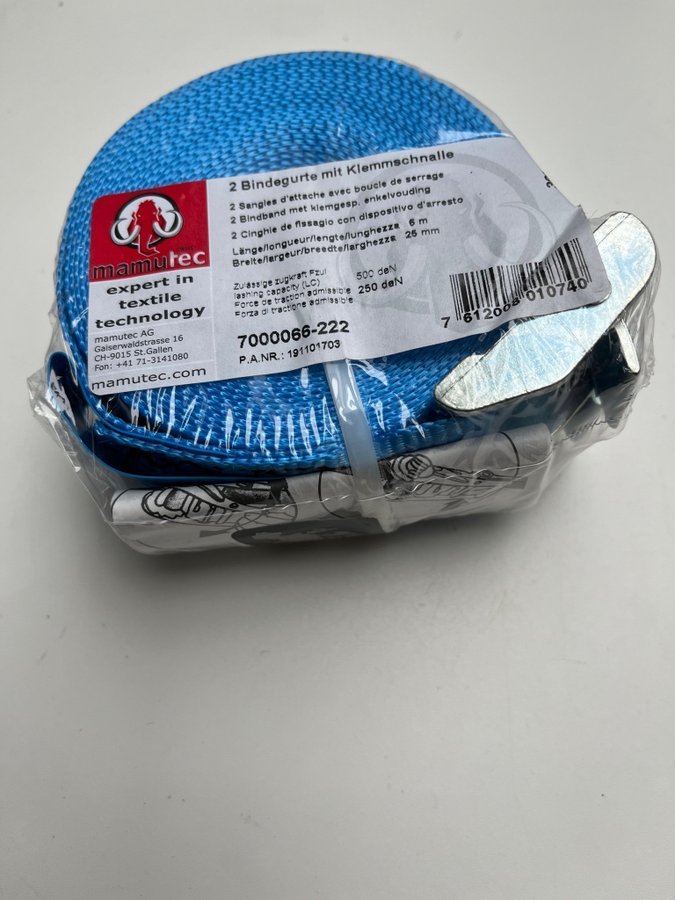 2 Bindegurte mit Klemmschnalle
2 Sangles d'attache avec boucle de serrage
2 Bindband met klemgesp. enkelvouding
2 Cinghie de fissagio con dispositivo d'arresto
Länge/longueur/lengte/lunghezza 6 m
Breite/largeur/breedte/larghezza 25 mm
Zulässige zugkraft Fzul 500 daN
lashing capacity (LC) 250 daN
Force de traction admissible
Forza di tractione admissible
7000066-222
P.A.NR.: 191101703
7 612006 010740
mamutec
expert in
textile
technology
mamutec AG
Gaiserwaldstrasse 16
CH-9015 St.Gallen
Fon: +41 71-3141080
mamutec.com